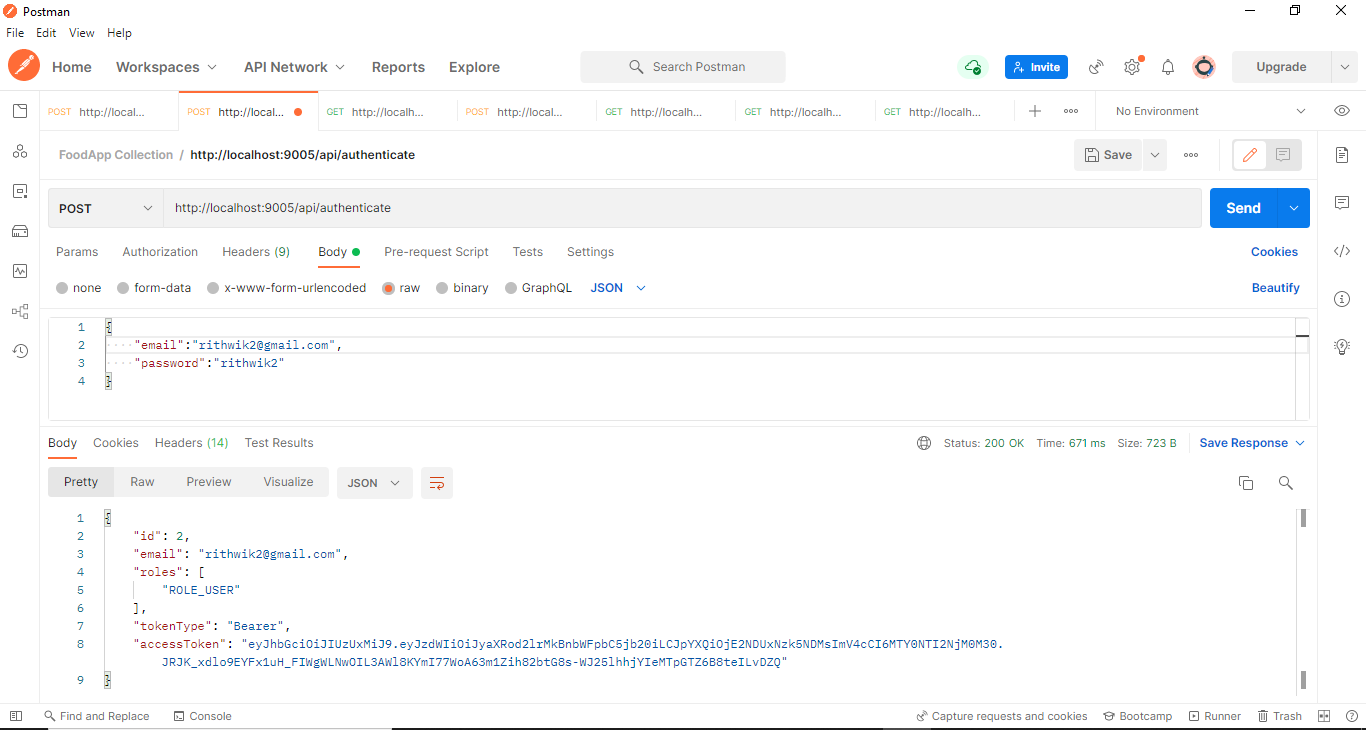 Postman
File Edit View Help
Home Workspaces API Network Reports Explore Search Postman Invite Upgrade
POST http://local... POST http://local... GET http://localh... POST http://local... GET http://localh... GET http://localh... GET http://localh... No Environment
FoodApp Collection / http://localhost:9005/api/authenticate Save
POST http://localhost:9005/api/authenticate Send
Params Authorization Headers (9) Body Pre-request Script Tests Settings Cookies
none form-data x-www-form-urlencoded raw binary GraphQL JSON Beautify
1 {
2 "email":"rithwik2@gmail.com",
3 "password":"rithwik2"
4 }
Body Cookies Headers (14) Test Results Status: 200 OK Time: 671 ms Size: 723 B Save Response
Pretty Raw Preview Visualize JSON
1 {
2 "id": 2,
3 "email": "rithwik2@gmail.com",
4 "roles": [
5 "ROLE_USER"
6 ],
7 "tokenType": "Bearer",
8 "accessToken": "eyJhbGciOiJIUzUxMiJ9.eyJzdWIiOiJyaXRod2lrMkBnbWFpbC5jb20iLCJpYXQiOjE2NDUxNzk5NDMsImV4cCI6MTY0NTI2NjM0M30.
JRJK_xdlo9EYFx1uH_FIWgWLNwOIL3AWl8KYmI77WoA63m1Zih82btG8s-WJ25lhhjYIeMTpGTZ6B8teILvDZQ"
9 }
Find and Replace Console Capture requests and cookies Bootcamp Runner Trash